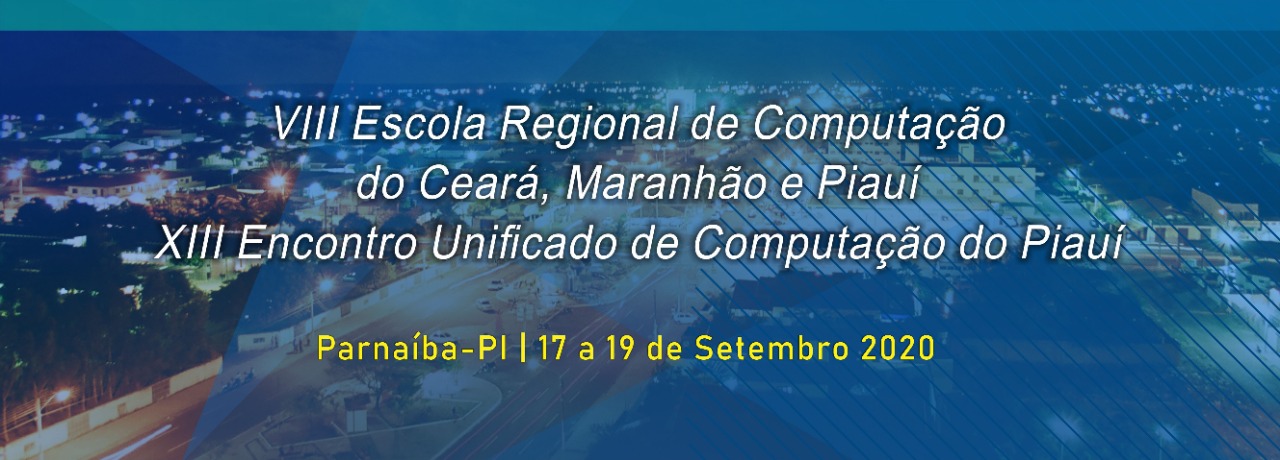 VIII Escola Regional de Computação
do Ceará, Maranhão e Piauí
XIII Encontro Unificado de Computação do Piauí
Parnaíba-PI | 17 a 19 de Setembro 2020